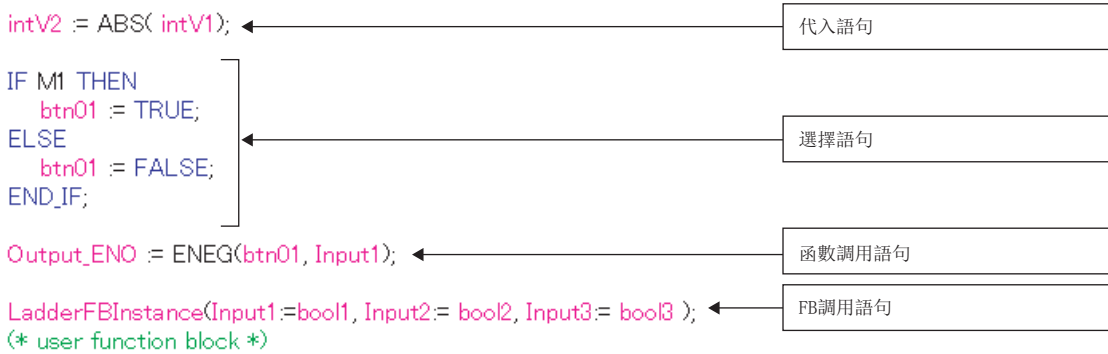 intV2 := ABS( intV1);
代入語句
IF M1 THEN
btn01 := TRUE;
ELSE
btn01 := FALSE;
END_IF;
選擇語句
Output_ENO := ENEG(btn01, Input1);
函數調用語句
LadderFBInstance(Input1:=bool1, Input2:= bool2, Input3:= bool3 );
FB調用語句
(* user function block *)